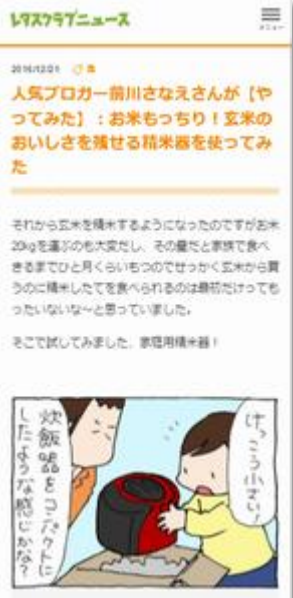 レタスクラブニュース
メニュー
2016/12/21 食
人気ブロガー前川さなえさんが【や
ってみた】：お米もっちり！玄米の
おいしさを残せる精米器を使ってみ
た
それから玄米を精米するようになったのですがお米
20kgを運ぶのも大変だし、その量だと家族で食べ
きるまでひと月くらいもつのでせっかく玄米から買
うのに精米したてを食べられるのは最初だけっても
ったいないな〜と思っていました。
そこで試してみました、家庭用精米器！
けっこう小さい！
炊飯器をコンパクトに
したような感じかな？